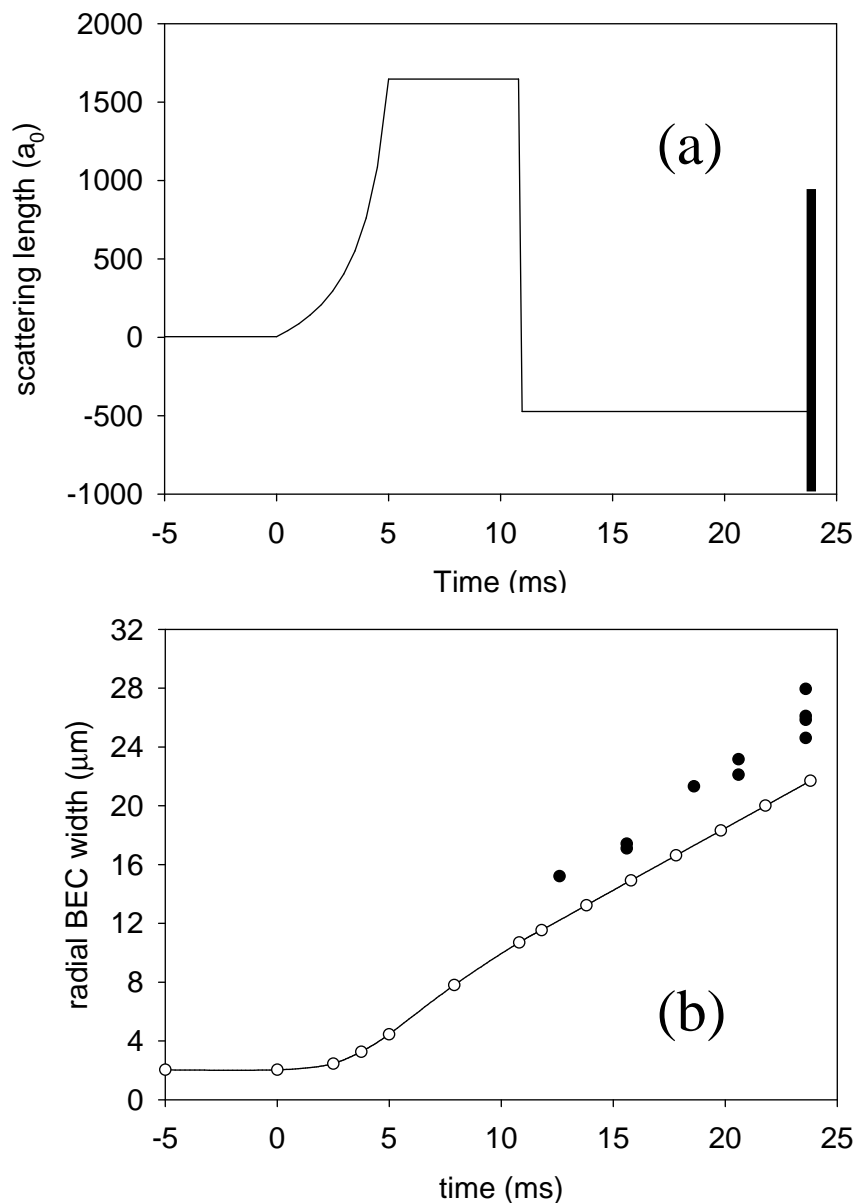 2000
1500
1000
500
0
-500
-1000
scattering length (a0)
(a)
-5 0 5 10 15 20 25
Time (ms)
32
28
24
20
16
12
8
4
0
radial BEC width (μm)
(b)
-5 0 5 10 15 20 25
time (ms)